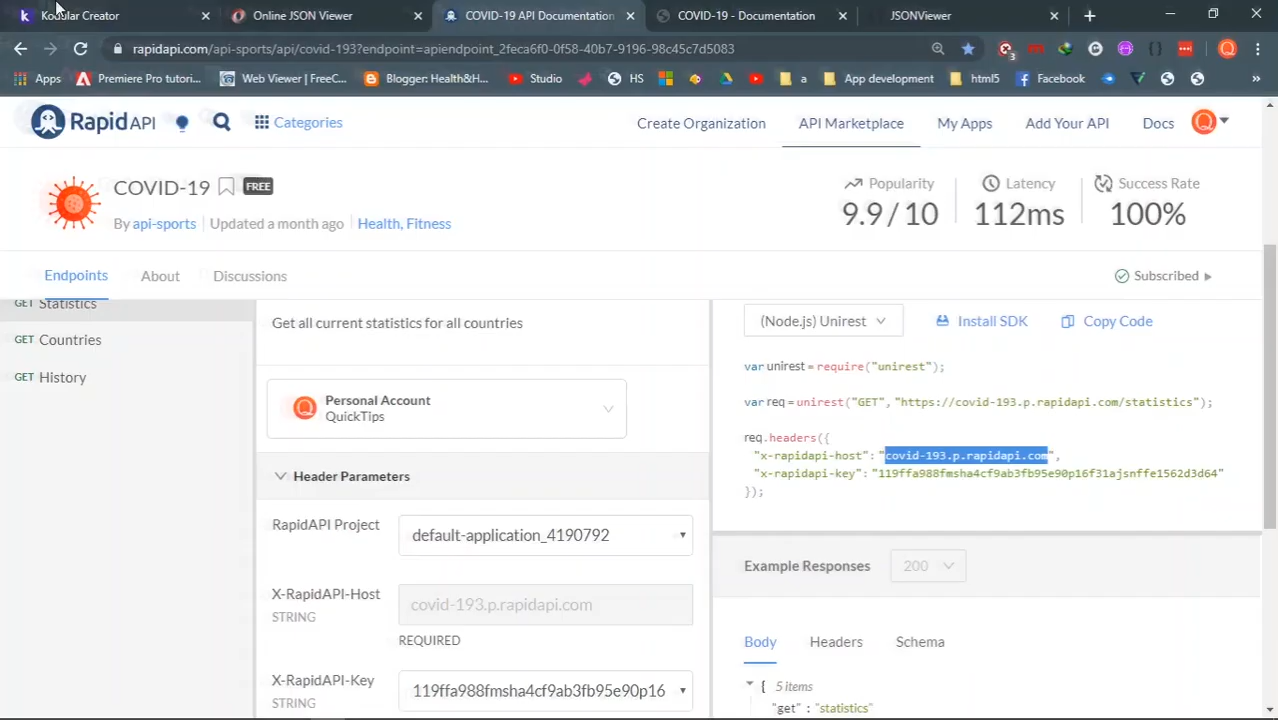 Kodular Creator
Online JSON Viewer
COVID-19 API Documentation
COVID-19 - Documentation
JSONViewer
rapidapi.com/api-sports/api/covid-193?endpoint=apiendpoint_2feca6f0-0f58-40b7-9196-98c45c7d5083
3
Apps
Premiere Pro tutori...
Web Viewer | FreeC...
Blogger: Health&H...
Studio
HS
a
App development
html5
Facebook
»
Rapid API
Categories
Create Organization
API Marketplace
My Apps
Add Your API
Docs
Q
COVID-19
FREE
By api-sports
Updated a month ago
Health, Fitness
Popularity
9.9 / 10
Latency
112ms
Success Rate
100%
Endpoints
About
Discussions
Subscribed
GET Statistics
GET Countries
GET History
Get all current statistics for all countries
Personal Account
QuickTips
Header Parameters
RapidAPI Project
default-application_4190792
X-RapidAPI-Host
STRING
covid-193.p.rapidapi.com
REQUIRED
X-RapidAPI-Key
STRING
119ffa988fmsha4cf9ab3fb95e90p16
(Node.js) Unirest
Install SDK
Copy Code
var unirest = require("unirest");
var req = unirest("GET", "https://covid-193.p.rapidapi.com/statistics");
req.headers({
"x-rapidapi-host": "covid-193.p.rapidapi.com",
"x-rapidapi-key": "119ffa988fmsha4cf9ab3fb95e90p16f31ajsnffe1562d3d64"
});
Example Responses
200
Body
Headers
Schema
{ 5 items
"get" : "statistics"